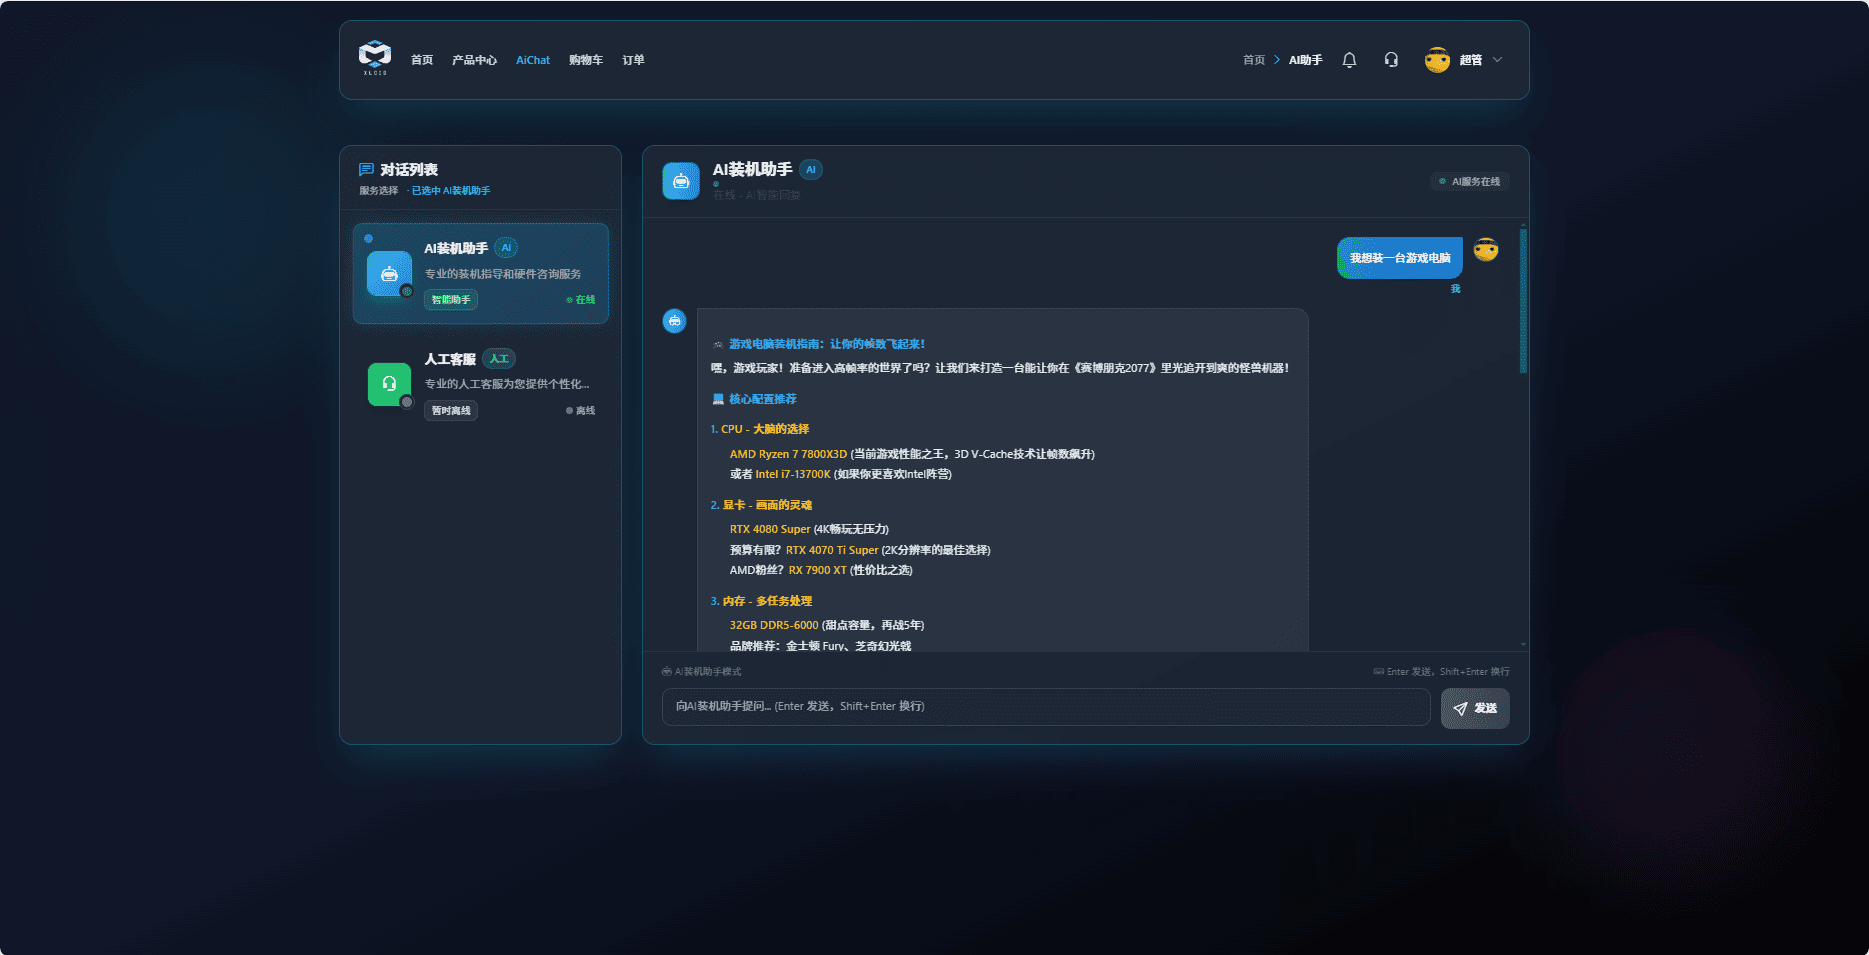 XLCIG
首页 产品中心 AiChat 购物车 订单
首页 > AI助手 超管
对话列表
服务选择 · 已选中 AI装机助手
AI装机助手 AI
专业的装机指导和硬件咨询服务
智能助手 在线
人工客服 人工
专业的人工客服为您提供个性化...
暂时离线 离线
AI装机助手 AI
在线 - AI智能回复
AI服务在线
我想装一台游戏电脑
我
游戏电脑装机指南：让你的帧数飞起来！
嘿，游戏玩家！准备进入高帧率的世界了吗？让我们来打造一台能让你在《赛博朋克2077》里光追开到爽的怪兽机器！
核心配置推荐
1. CPU - 大脑的选择
AMD Ryzen 7 7800X3D (当前游戏性能之王，3D V-Cache技术让帧数飙升)
或者 Intel i7-13700K (如果你更喜欢Intel阵营)
2. 显卡 - 画面的灵魂
RTX 4080 Super (4K畅玩无压力)
预算有限？RTX 4070 Ti Super (2K分辨率的最佳选择)
AMD粉丝？RX 7900 XT (性价比之选)
3. 内存 - 多任务处理
32GB DDR5-6000 (甜点容量，再战5年)
品牌推荐：金士顿 Fury、芝奇幻光戟
AI装机助手模式
Enter 发送，Shift+Enter 换行
向AI装机助手提问... (Enter 发送，Shift+Enter 换行)
发送